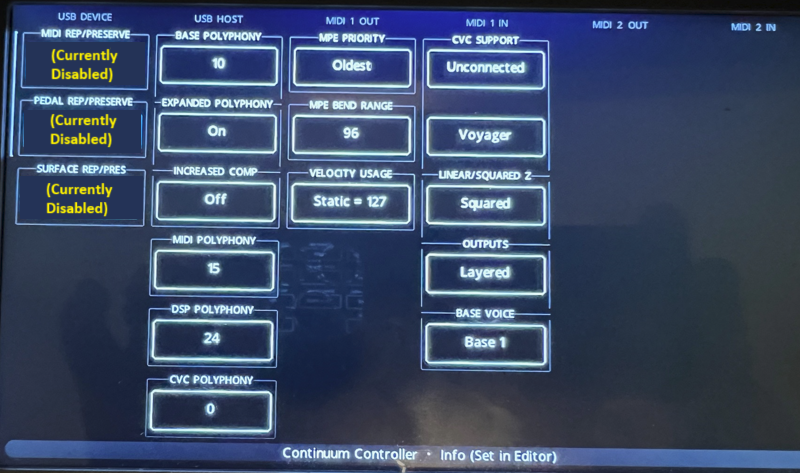 USB DEVICE USB HOST MIDI 1 OUT MIDI 1 IN MIDI 2 OUT MIDI 2 IN
MIDI REP/PRESERVE BASE POLYPHONY MPE PRIORITY CVC SUPPORT
(Currently
Disabled)
10 Oldest Unconnected
PEDAL REP/PRESERVE EXPANDED POLYPHONY MPE BEND RANGE
(Currently
Disabled)
On 96 Voyager
SURFACE REP/PRES INCREASED COMP VELOCITY USAGE LINEAR/SQUARED Z
(Currently
Disabled)
Off Static = 127 Squared
MIDI POLYPHONY OUTPUTS
15 Layered
DSP POLYPHONY BASE VOICE
24 Base 1
CVC POLYPHONY
0
Continuum Controller · Info (Set in Editor)